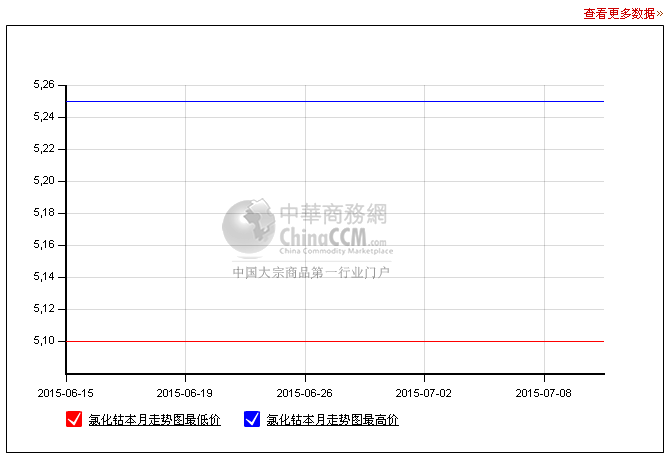 查看更多数据»
5,26
5,24
5,22
5,20
5,18
5,16
5,14
5,12
5,10
中華商務網
ChinaCCM.com
China Commodity Marketplace
中国大宗商品第一行业门户
2015-06-15 2015-06-19 2015-06-26 2015-07-02 2015-07-08
氯化钴本月走势图最低价 氯化钴本月走势图最高价